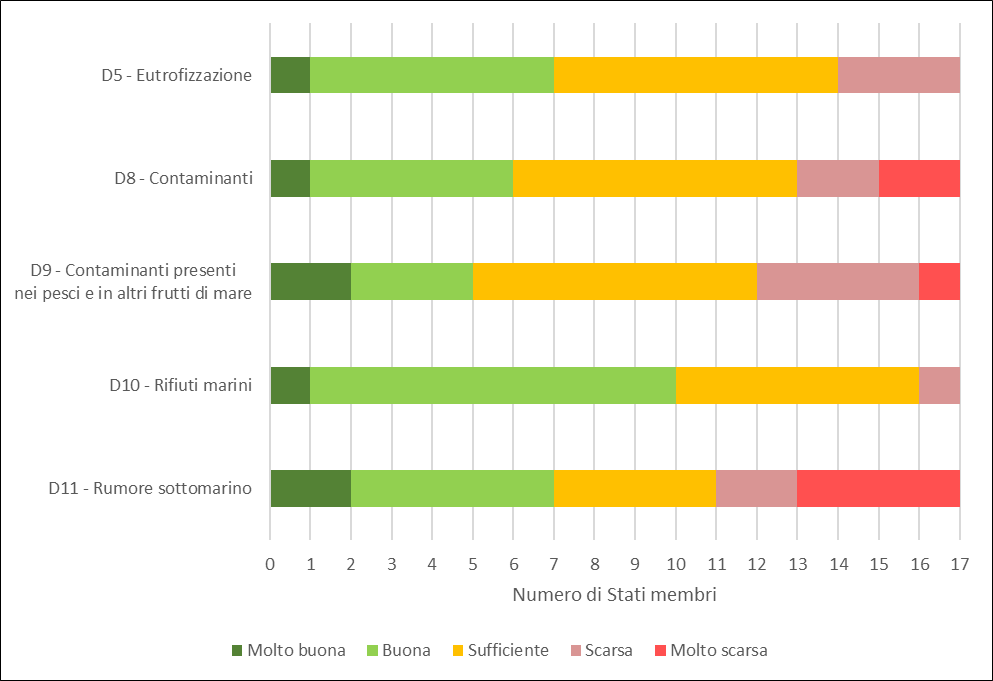 D5 - Eutrofizzazione
D8 - Contaminanti
D9 - Contaminanti presenti
nei pesci e in altri frutti di mare
D10 - Rifiuti marini
D11 - Rumore sottomarino
0 1 2 3 4 5 6 7 8 9 10 11 12 13 14 15 16 17
Numero di Stati membri
Molto buona Buona Sufficiente Scarsa Molto scarsa